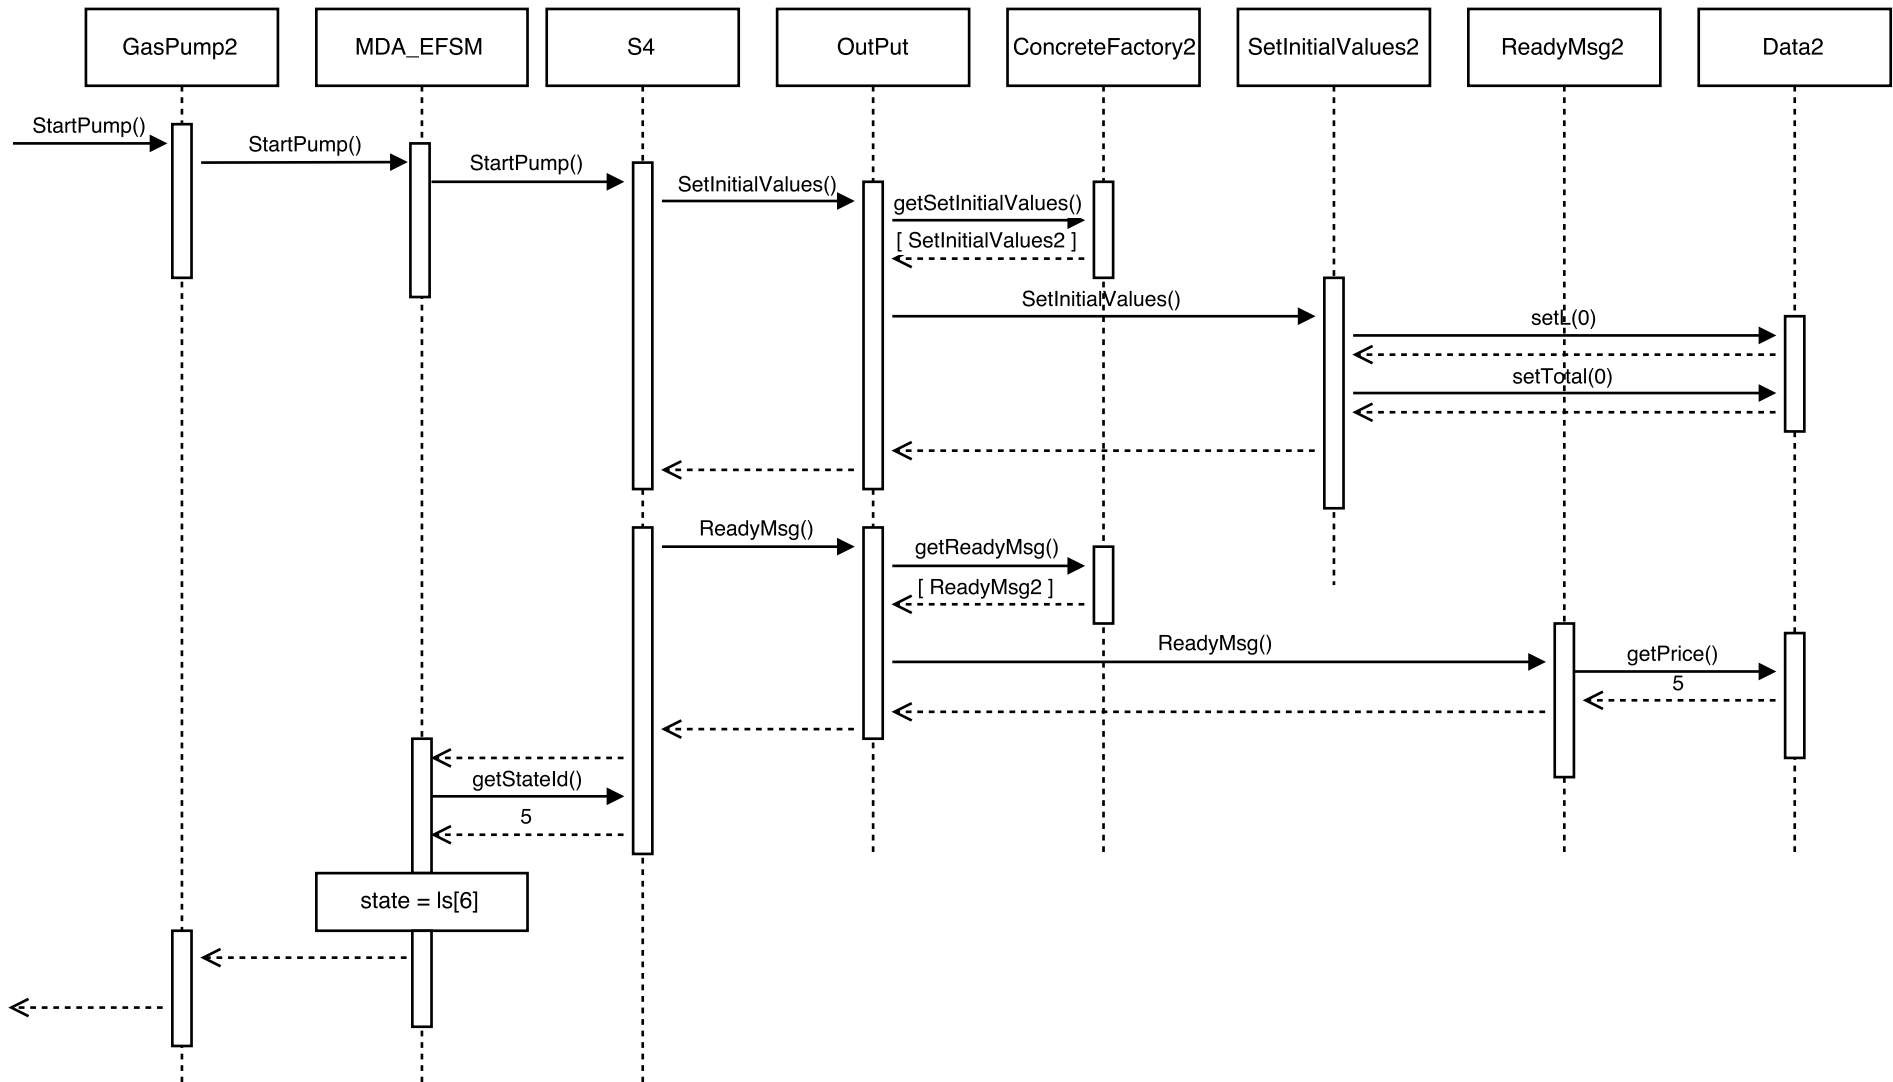 GasPump2
MDA_EFSM
S4
OutPut
ConcreteFactory2
SetInitialValues2
ReadyMsg2
Data2
StartPump()
StartPump()
StartPump()
SetInitialValues()
getSetInitialValues()
[ SetInitialValues2 ]
SetInitialValues()
setL(0)
setTotal(0)
ReadyMsg()
getReadyMsg()
[ ReadyMsg2 ]
ReadyMsg()
getPrice()
5
getStateId()
5
state = ls[6]